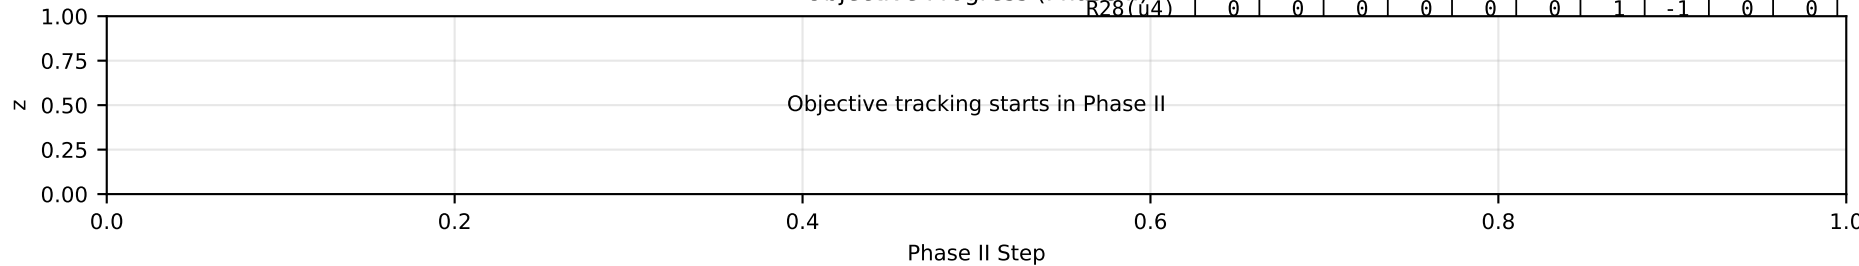 R28(u4) | 0 | 0 | 0 | 0 | 0 | 0 | 1 | -1 | 0 | 0 |
1.00
0.75
0.50
0.25
0.00
z
Objective tracking starts in Phase II
0.0 0.2 0.4 0.6 0.8 1.0
Phase II Step